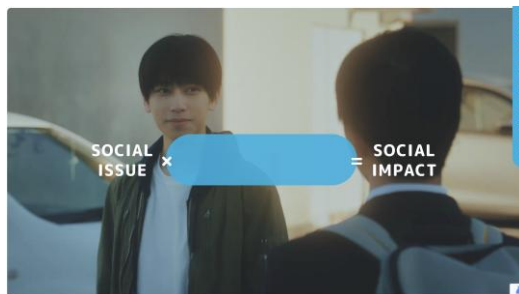 SOCIAL
ISSUE
×
=
SOCIAL
IMPACT